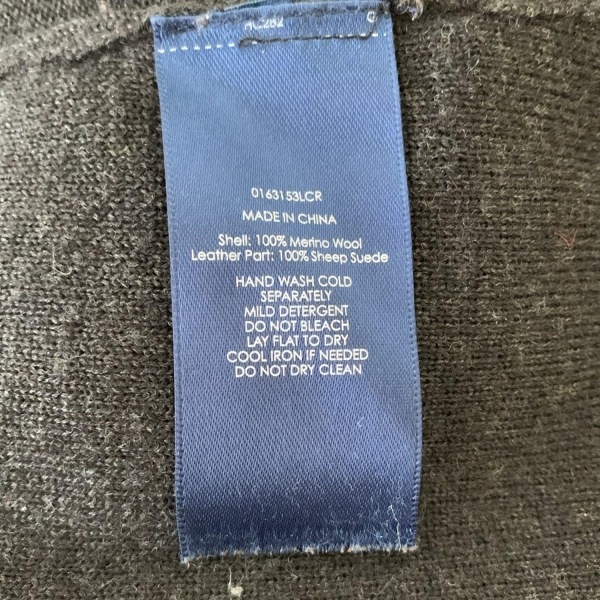 0163153LCR
MADE IN CHINA
Shell: 100% Merino Wool
Leather Part: 100% Sheep Suede
HAND WASH COLD
SEPARATELY
MILD DETERGENT
DO NOT BLEACH
LAY FLAT TO DRY
COOL IRON IF NEEDED
DO NOT DRY CLEAN